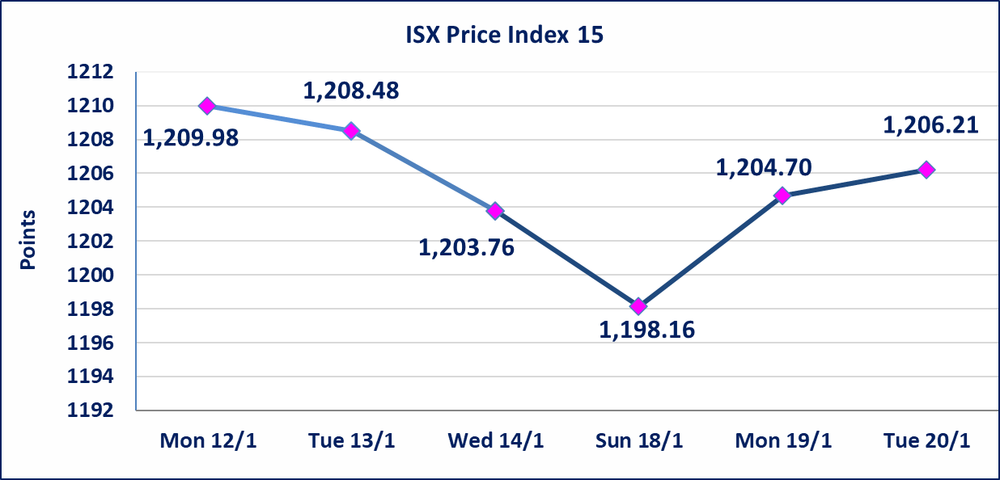 ISX Price Index 15
1212
1210
1208
1206
1204
1202
1200
1198
1196
1194
1192
Points
1,209.98
1,208.48
1,203.76
1,198.16
1,204.70
1,206.21
Mon 12/1
Tue 13/1
Wed 14/1
Sun 18/1
Mon 19/1
Tue 20/1